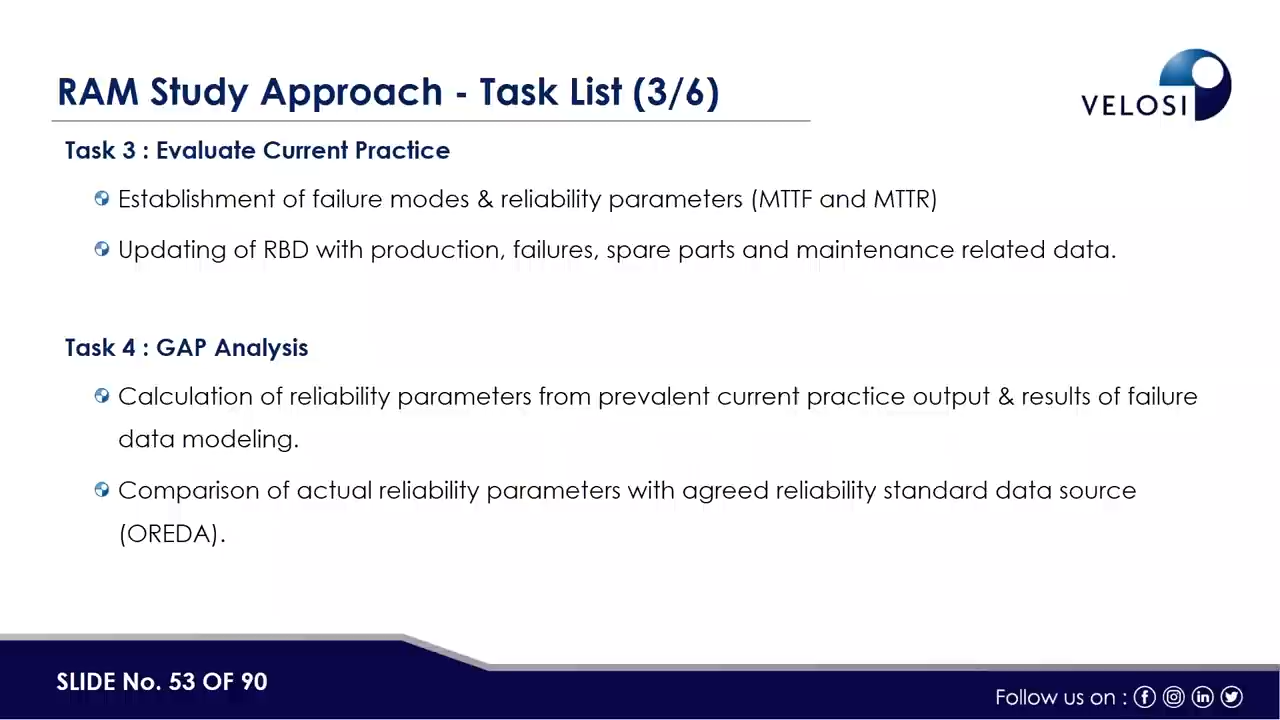 RAM Study Approach - Task List (3/6)
VELOSI
Task 3 : Evaluate Current Practice
Establishment of failure modes & reliability parameters (MTTF and MTTR)
Updating of RBD with production, failures, spare parts and maintenance related data.
Task 4 : GAP Analysis
Calculation of reliability parameters from prevalent current practice output & results of failure
data modeling.
Comparison of actual reliability parameters with agreed reliability standard data source
(OREDA).
SLIDE No. 53 OF 90
Follow us on :